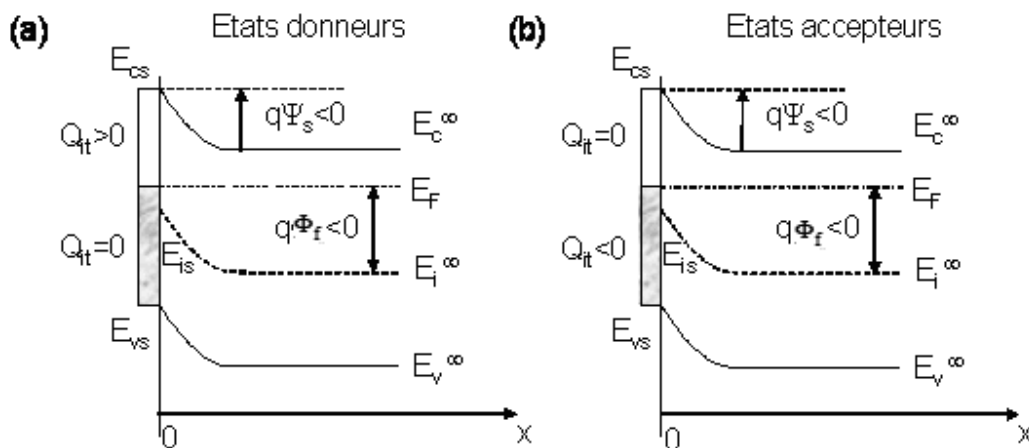 (a) Etats donneurs
E_cs
qΨ_s<0
E_c^∞
Q_it>0
E_F
qΦ_f<0
Q_it=0
E_is
E_i^∞
E_vs
E_v^∞
0
x
(b) Etats accepteurs
E_cs
qΨ_s<0
E_c^∞
Q_it=0
E_F
qΦ_f<0
Q_it<0
E_is
E_i^∞
E_vs
E_v^∞
0
x